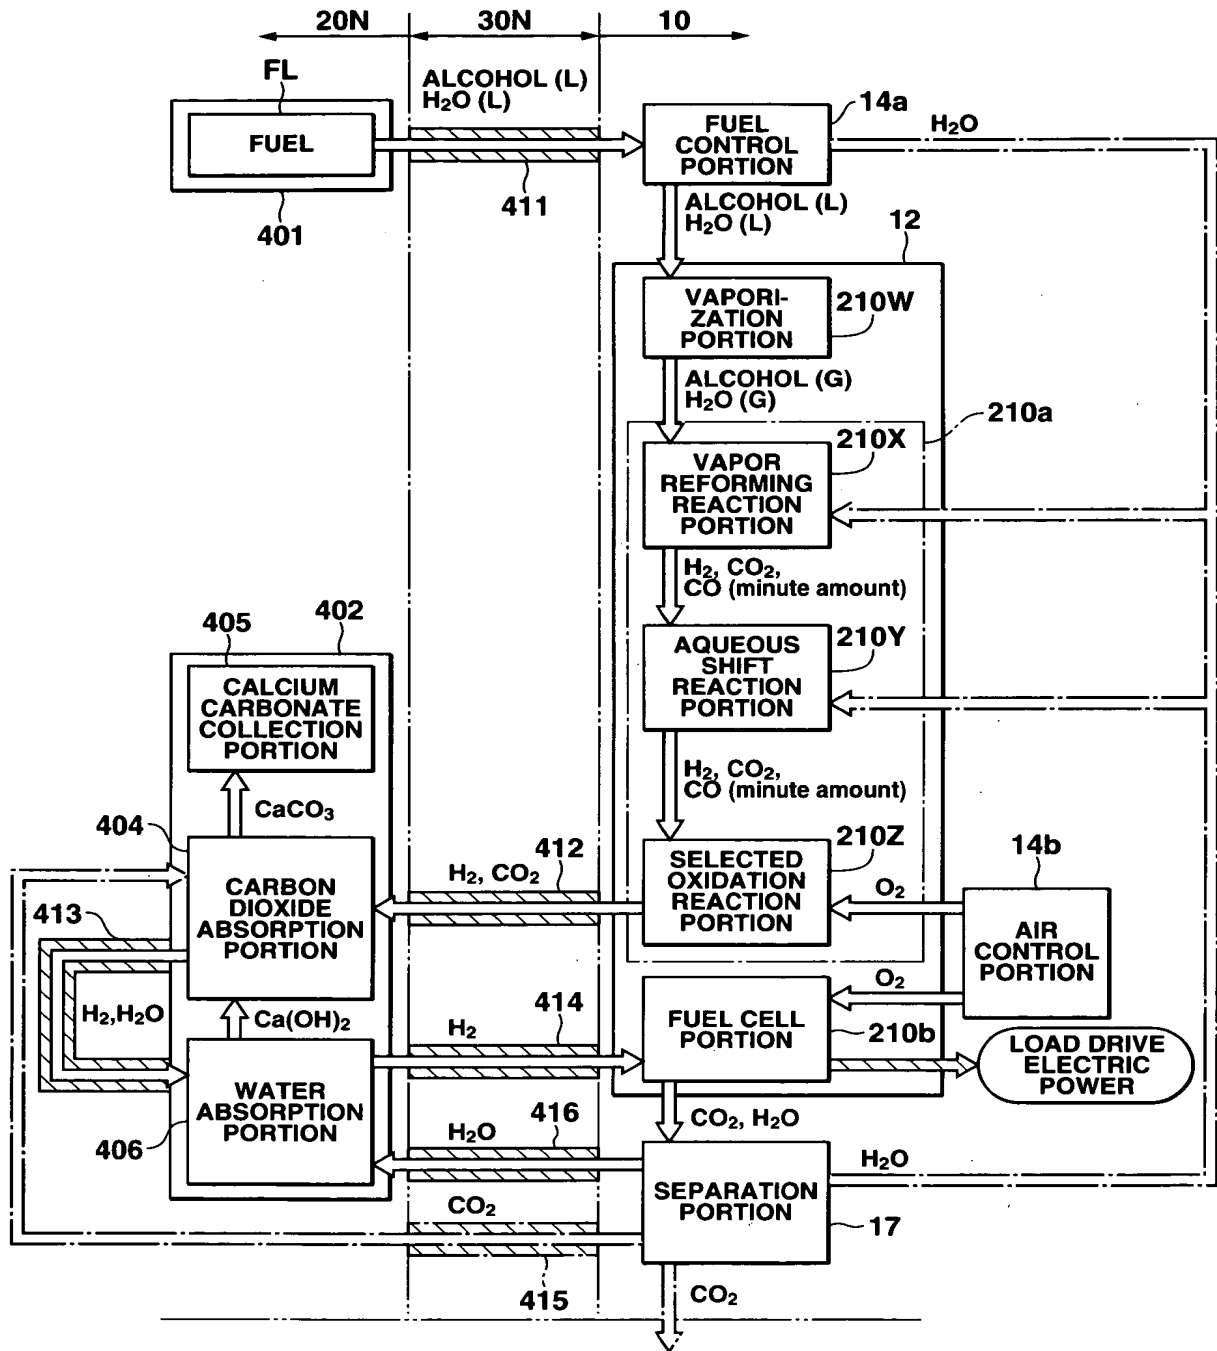 20N
30N
10
FL
ALCOHOL (L)
H₂O (L)
14a
FUEL
FUEL
CONTROL
PORTION
H₂O
401
411
ALCOHOL (L)
H₂O (L)
12
VAPORI-
ZATION
PORTION
210W
ALCOHOL (G)
H₂O (G)
210a
210X
VAPOR
REFORMING
REACTION
PORTION
H₂, CO₂,
CO (minute amount)
405
402
210Y
AQUEOUS
SHIFT
REACTION
PORTION
CALCIUM
CARBONATE
COLLECTION
PORTION
H₂, CO₂,
CO (minute amount)
CaCO₃
404
412
210Z
14b
H₂, CO₂
CARBON
DIOXIDE
ABSORPTION
PORTION
SELECTED
OXIDATION
REACTION
PORTION
O₂
AIR
CONTROL
PORTION
413
O₂
H₂,H₂O
Ca(OH)₂
414
H₂
FUEL CELL
PORTION
210b
LOAD DRIVE
ELECTRIC
POWER
WATER
ABSORPTION
PORTION
406
CO₂, H₂O
416
H₂O
SEPARATION
PORTION
H₂O
CO₂
17
415
CO₂